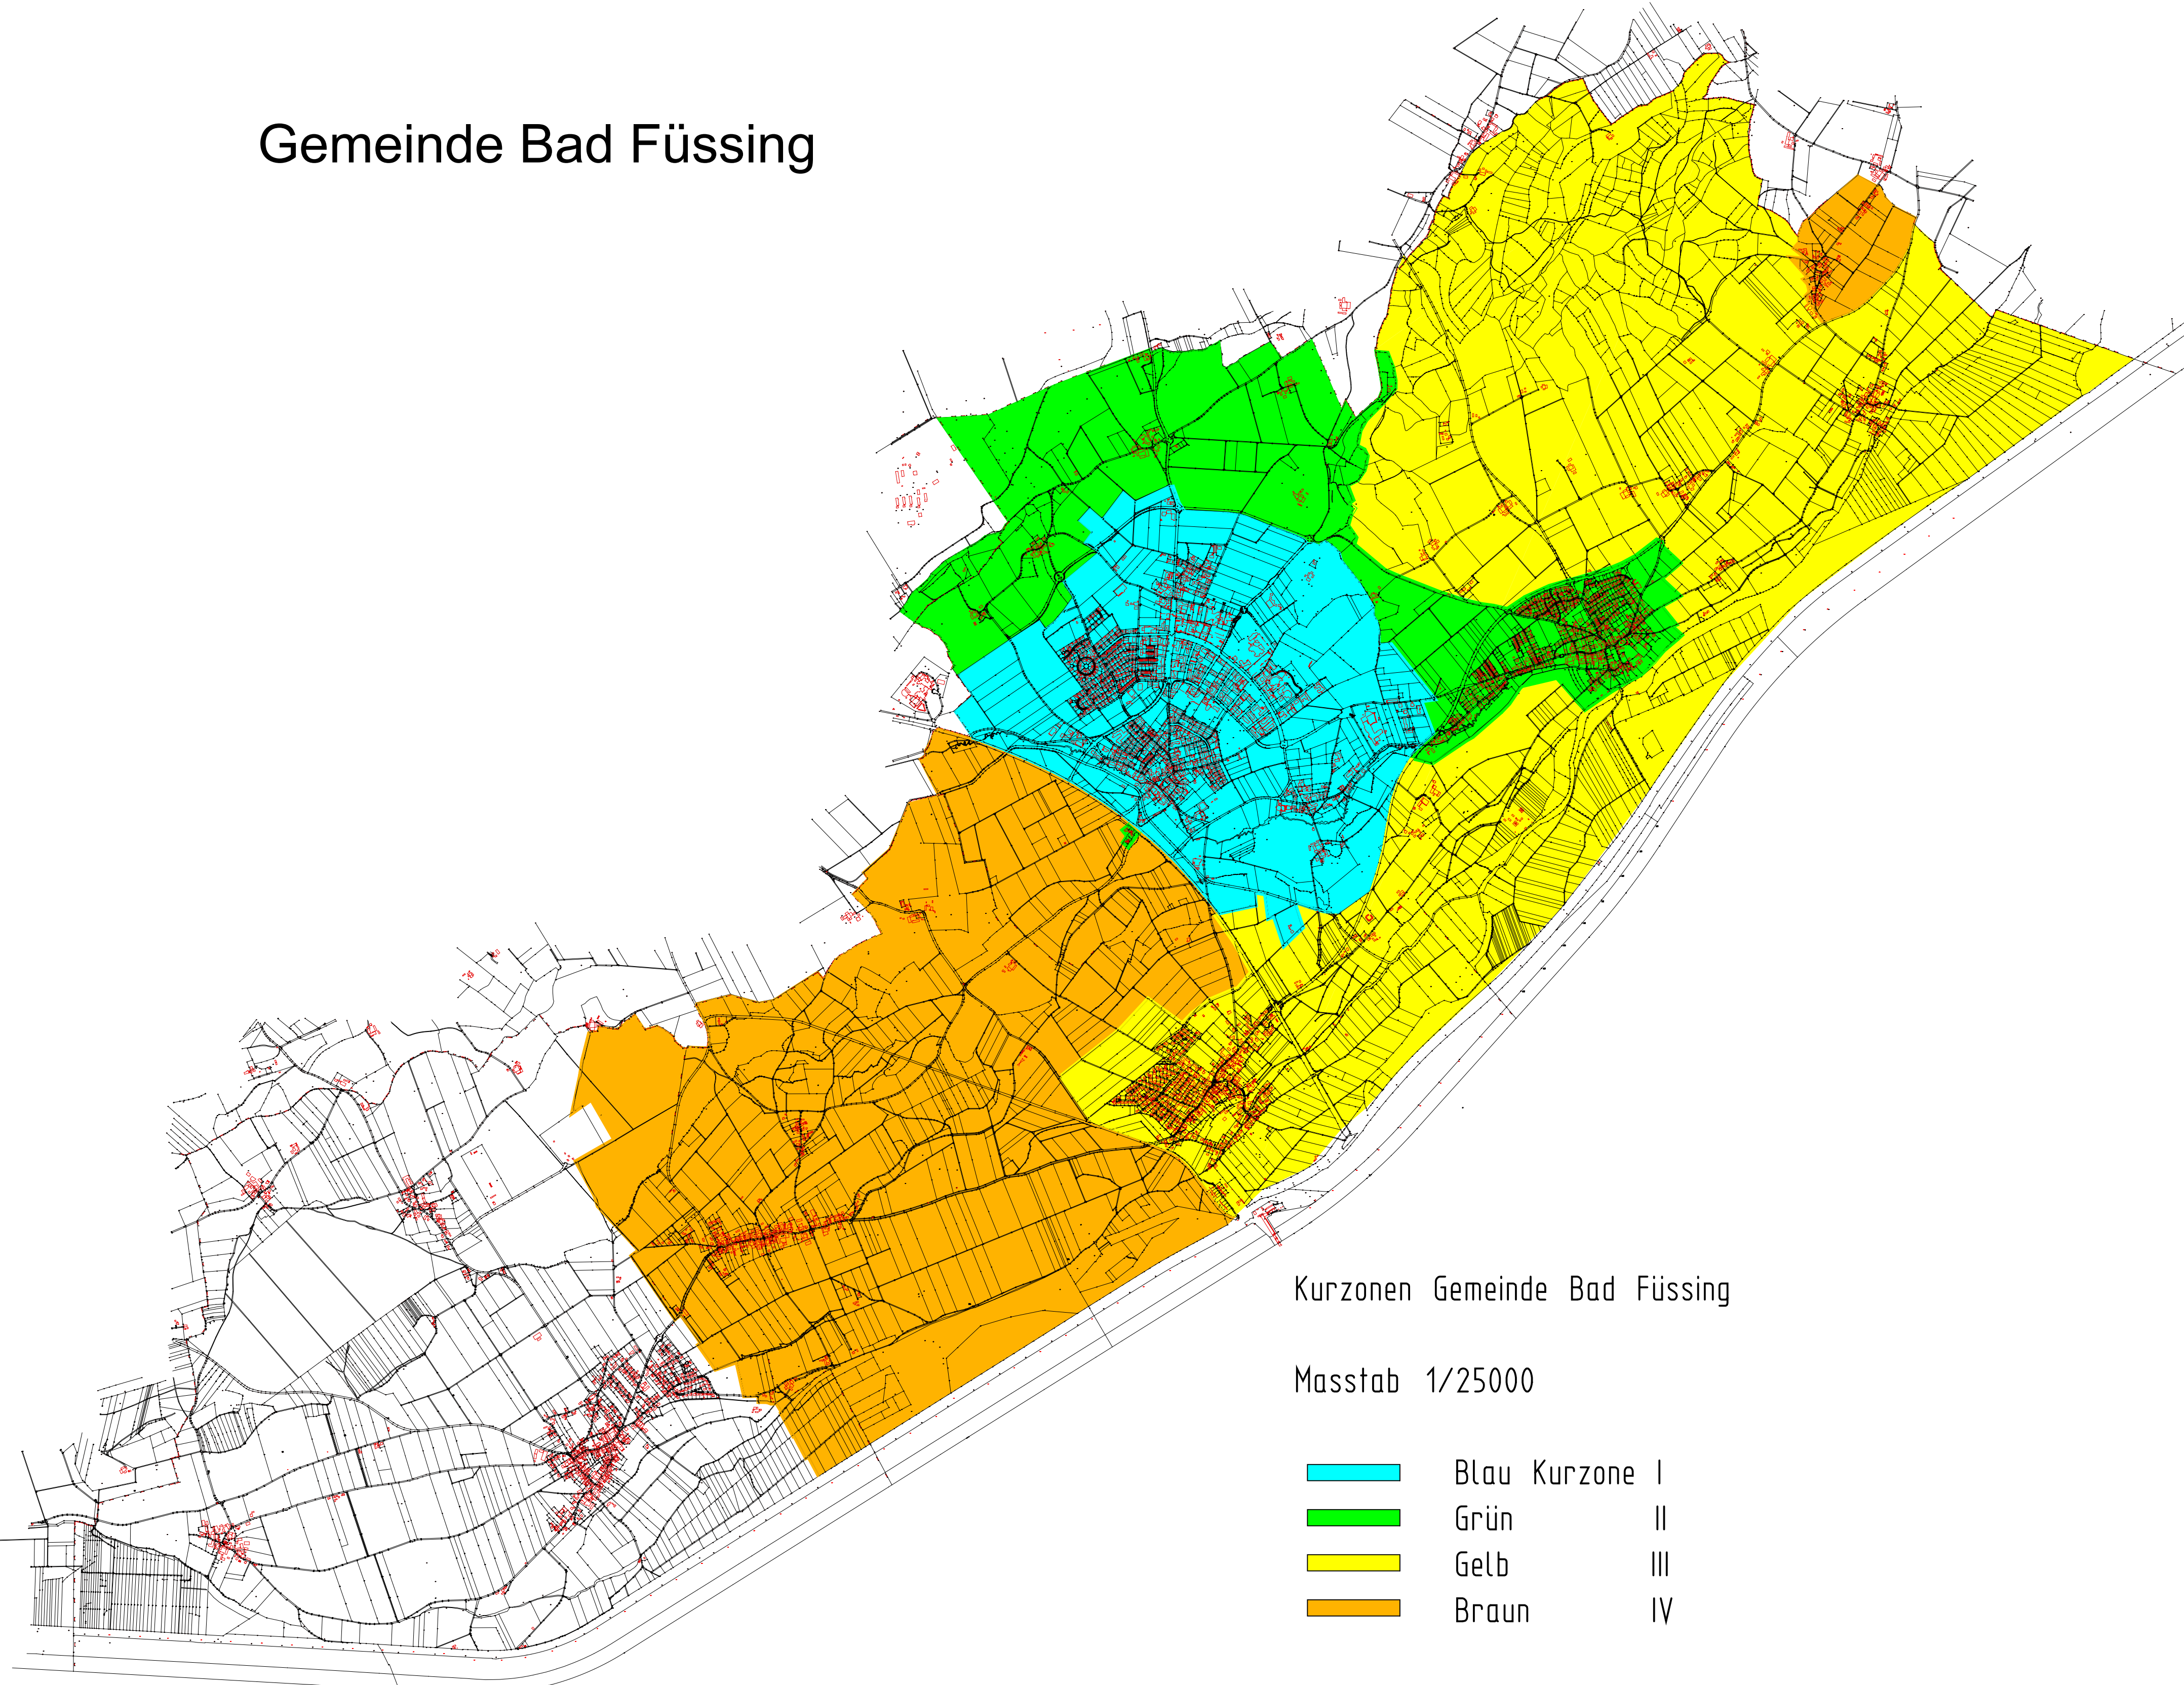 Gemeinde Bad Füssing
Kurzonen Gemeinde Bad Füssing
Masstab 1/25000
Blau Kurzone I
Grün II
Gelb III
Braun IV